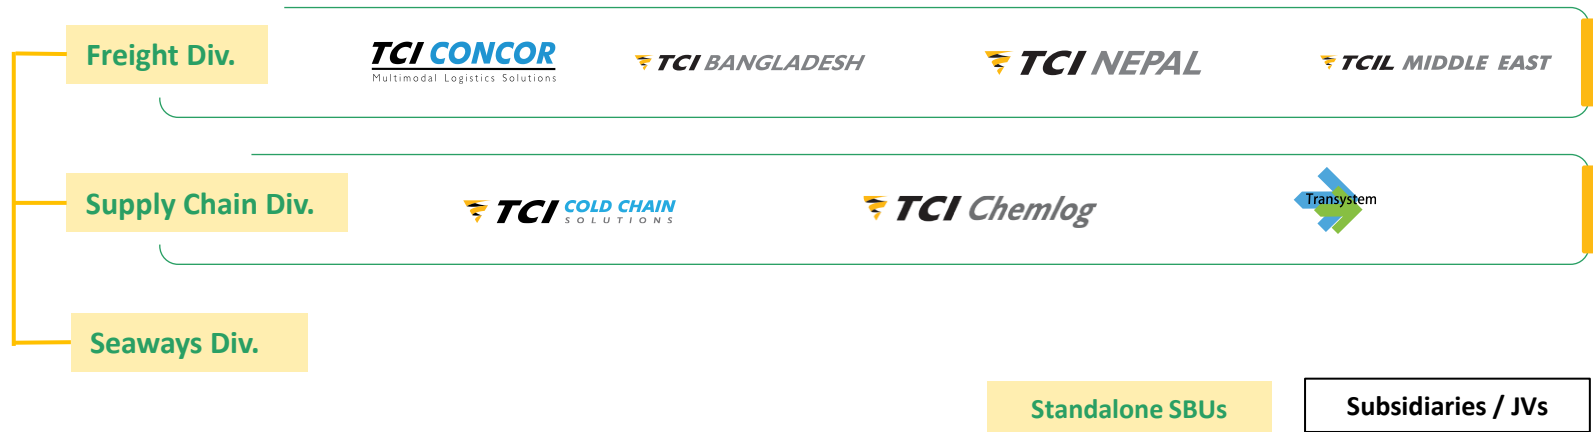 Freight Div.
TCI CONCOR
Multimodal Logistics Solutions
TCI BANGLADESH
TCI NEPAL
TCIL MIDDLE EAST
Supply Chain Div.
TCI COLD CHAIN
SOLUTIONS
TCI Chemlog
Transystem
Seaways Div.
Standalone SBUs
Subsidiaries / JVs